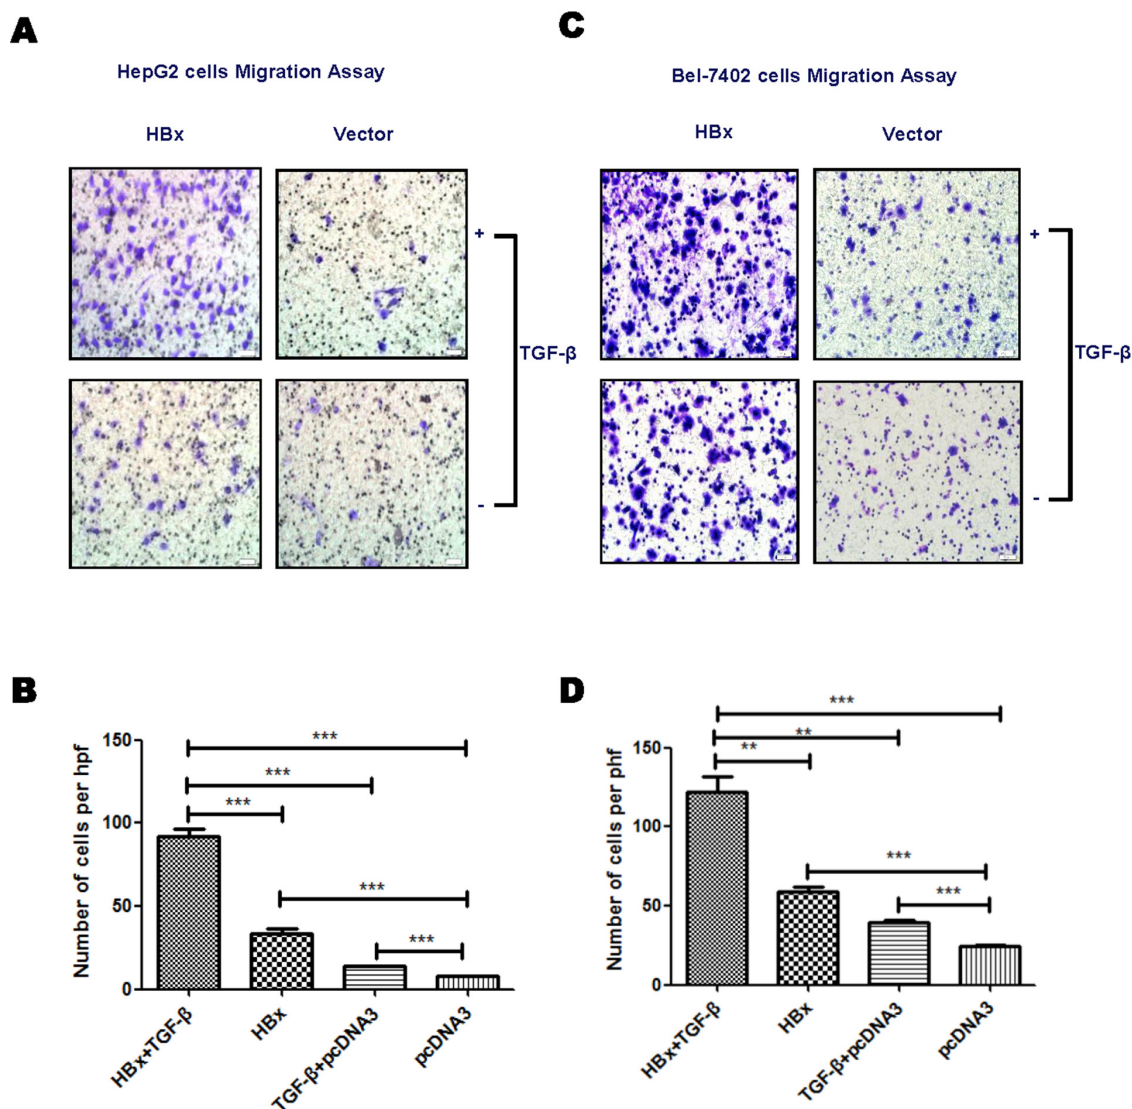 A
HepG2 cells Migration Assay
HBx Vector
+
TGF-β
-
C
Bel-7402 cells Migration Assay
HBx Vector
+
TGF-β
-
B
Number of cells per hpf
150
100
50
0
***
***
***
***
***
HBx+TGF-β
HBx
TGF-β+pcDNA3
pcDNA3
D
Number of cells per phf
150
100
50
0
***
**
**
***
***
HBx+TGF-β
HBx
TGF-β+pcDNA3
pcDNA3